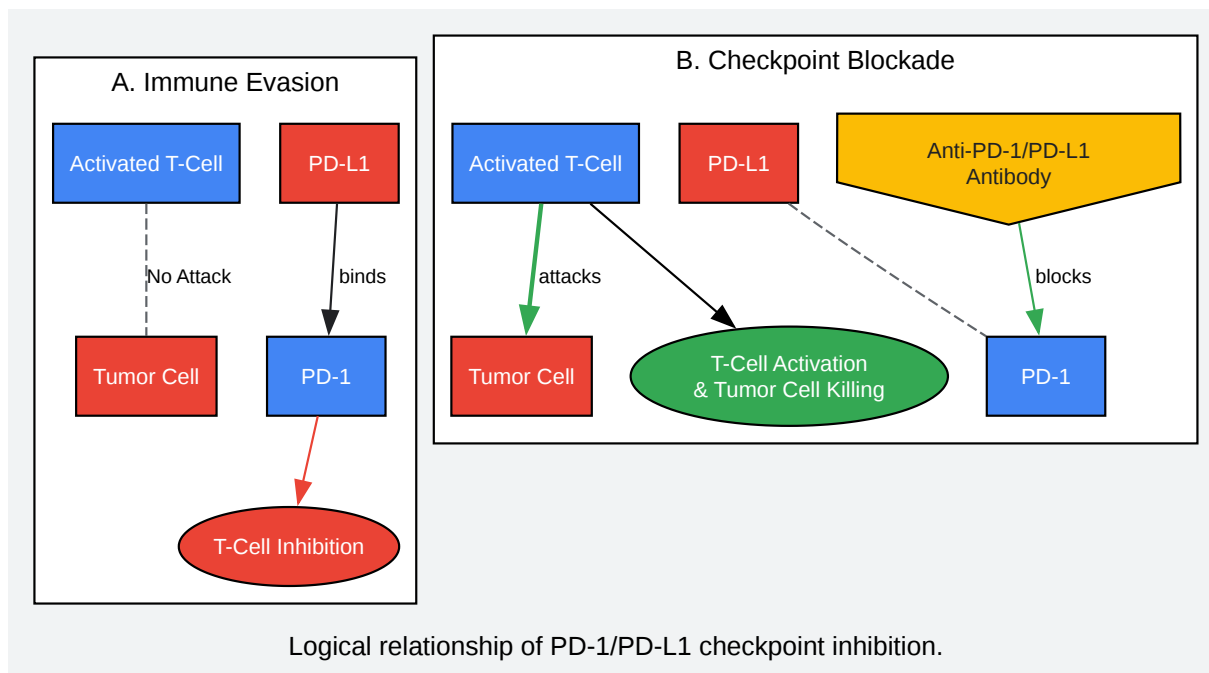 A. Immune Evasion
Activated T-Cell
PD-L1
No Attack
binds
Tumor Cell
PD-1
T-Cell Inhibition
B. Checkpoint Blockade
Activated T-Cell
PD-L1
Anti-PD-1/PD-L1
Antibody
attacks
blocks
Tumor Cell
T-Cell Activation
& Tumor Cell Killing
PD-1
Logical relationship of PD-1/PD-L1 checkpoint inhibition.